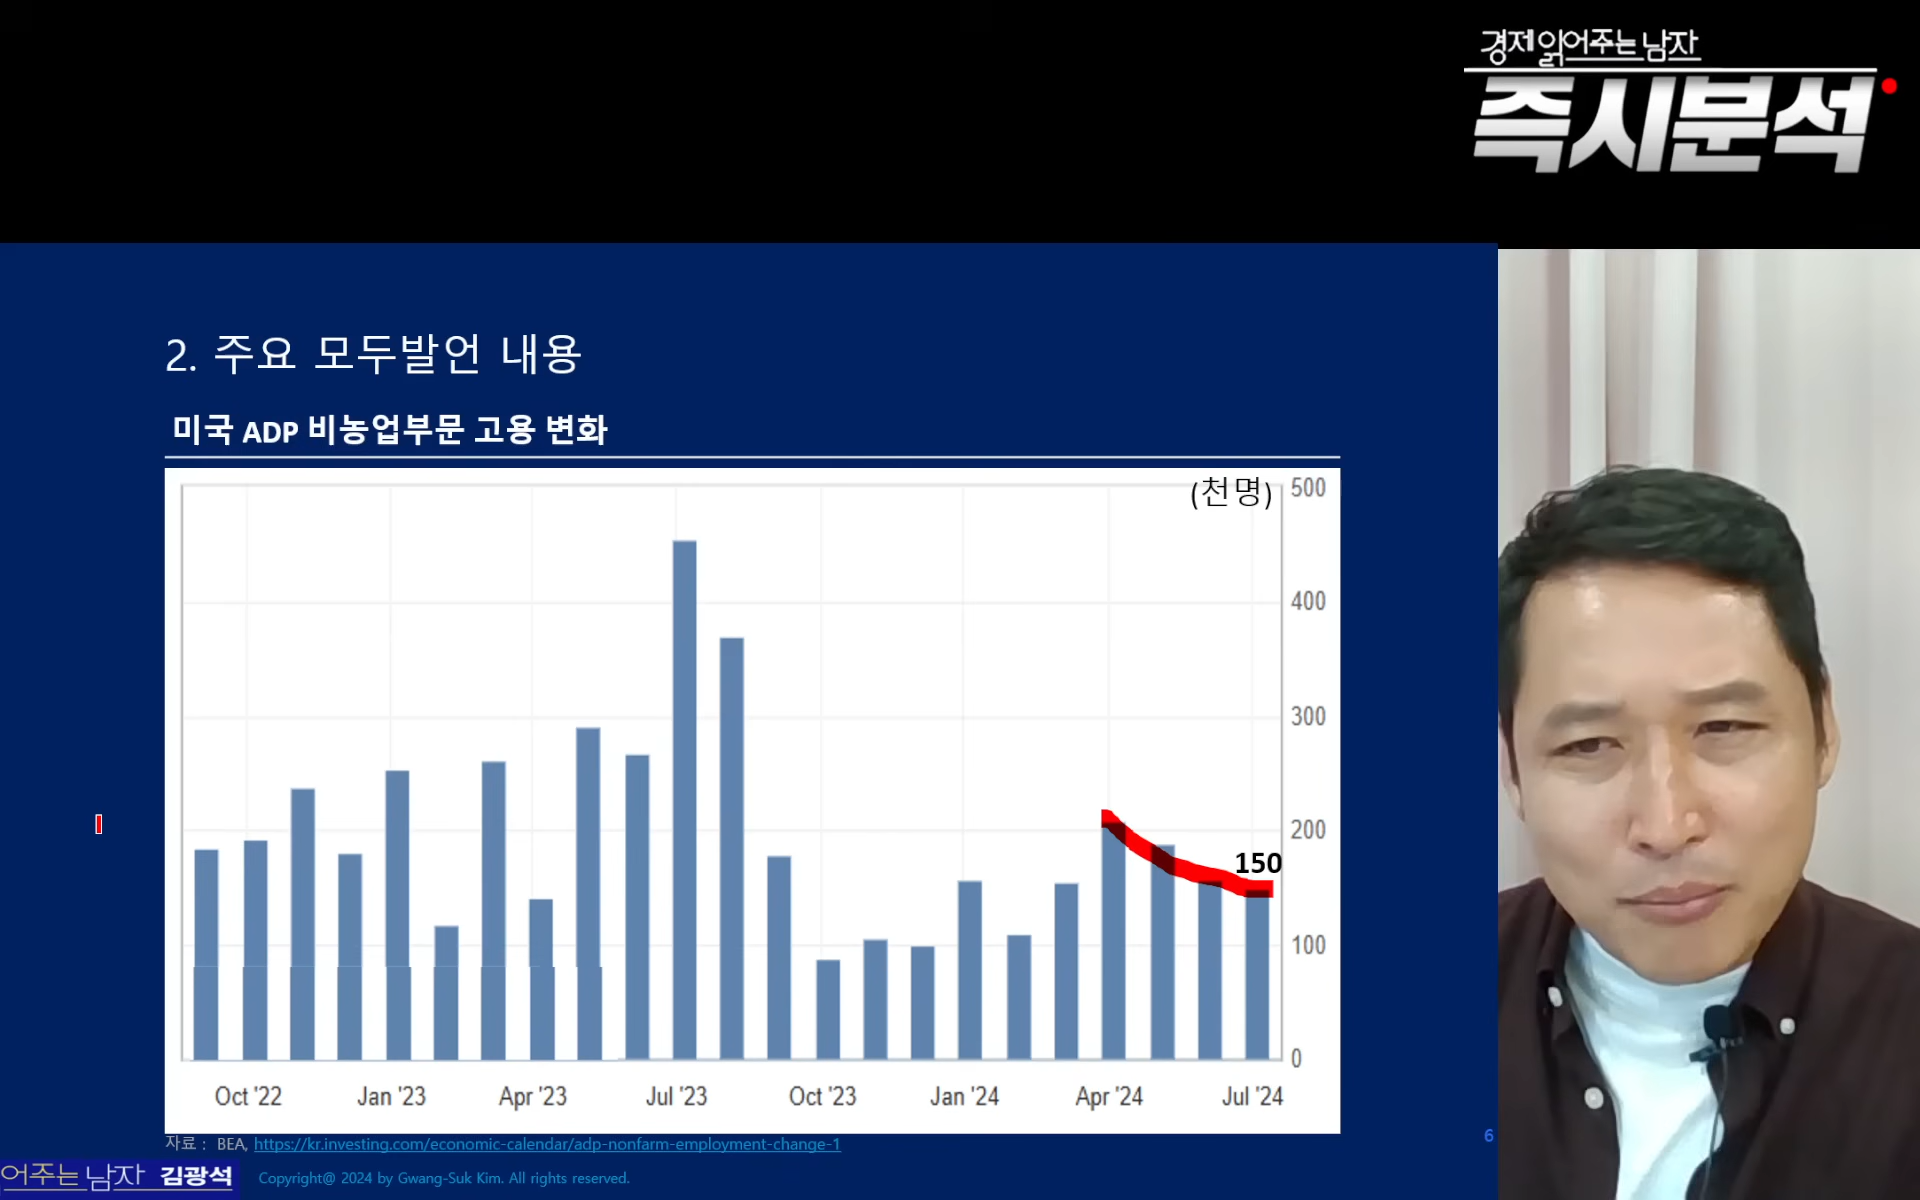 경제읽어주는남자
즉시분석
2. 주요 모두발언 내용
미국 ADP 비농업부문 고용 변화
(천명)
500
400
300
200
150
100
0
Oct '22 Jan '23 Apr '23 Jul '23 Oct '23 Jan '24 Apr '24 Jul '24
자료 : BEA, https://kr.investing.com/economic-calendar/adp-nonfarm-employment-change-1
6
어주는남자 김광석 Copyright@ 2024 by Gwang-Suk Kim. All rights reserved.